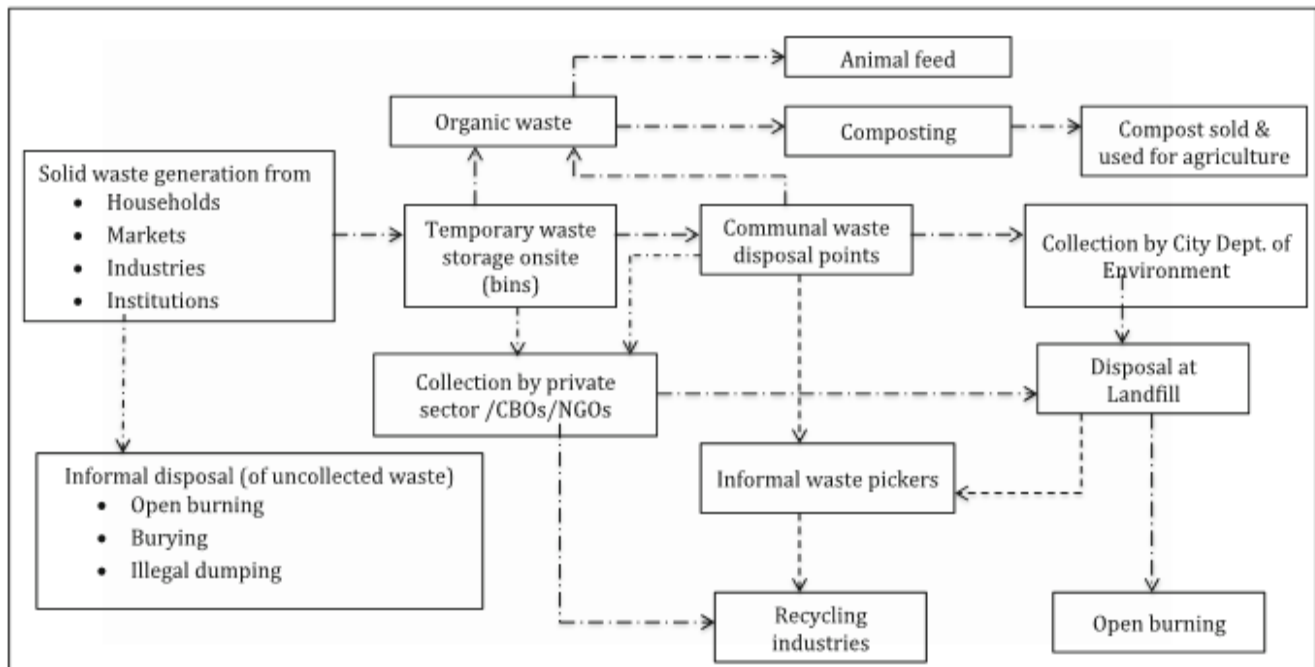 Animal feed
Organic waste
Composting
Compost sold &
used for agriculture
Solid waste generation from
• Households
• Markets
• Industries
• Institutions
Temporary waste
storage onsite
(bins)
Communal waste
disposal points
Collection by City Dept. of
Environment
Collection by private
sector /CBOs/NGOs
Disposal at
Landfill
Informal disposal (of uncollected waste)
• Open burning
• Burying
• Illegal dumping
Informal waste pickers
Recycling
industries
Open burning